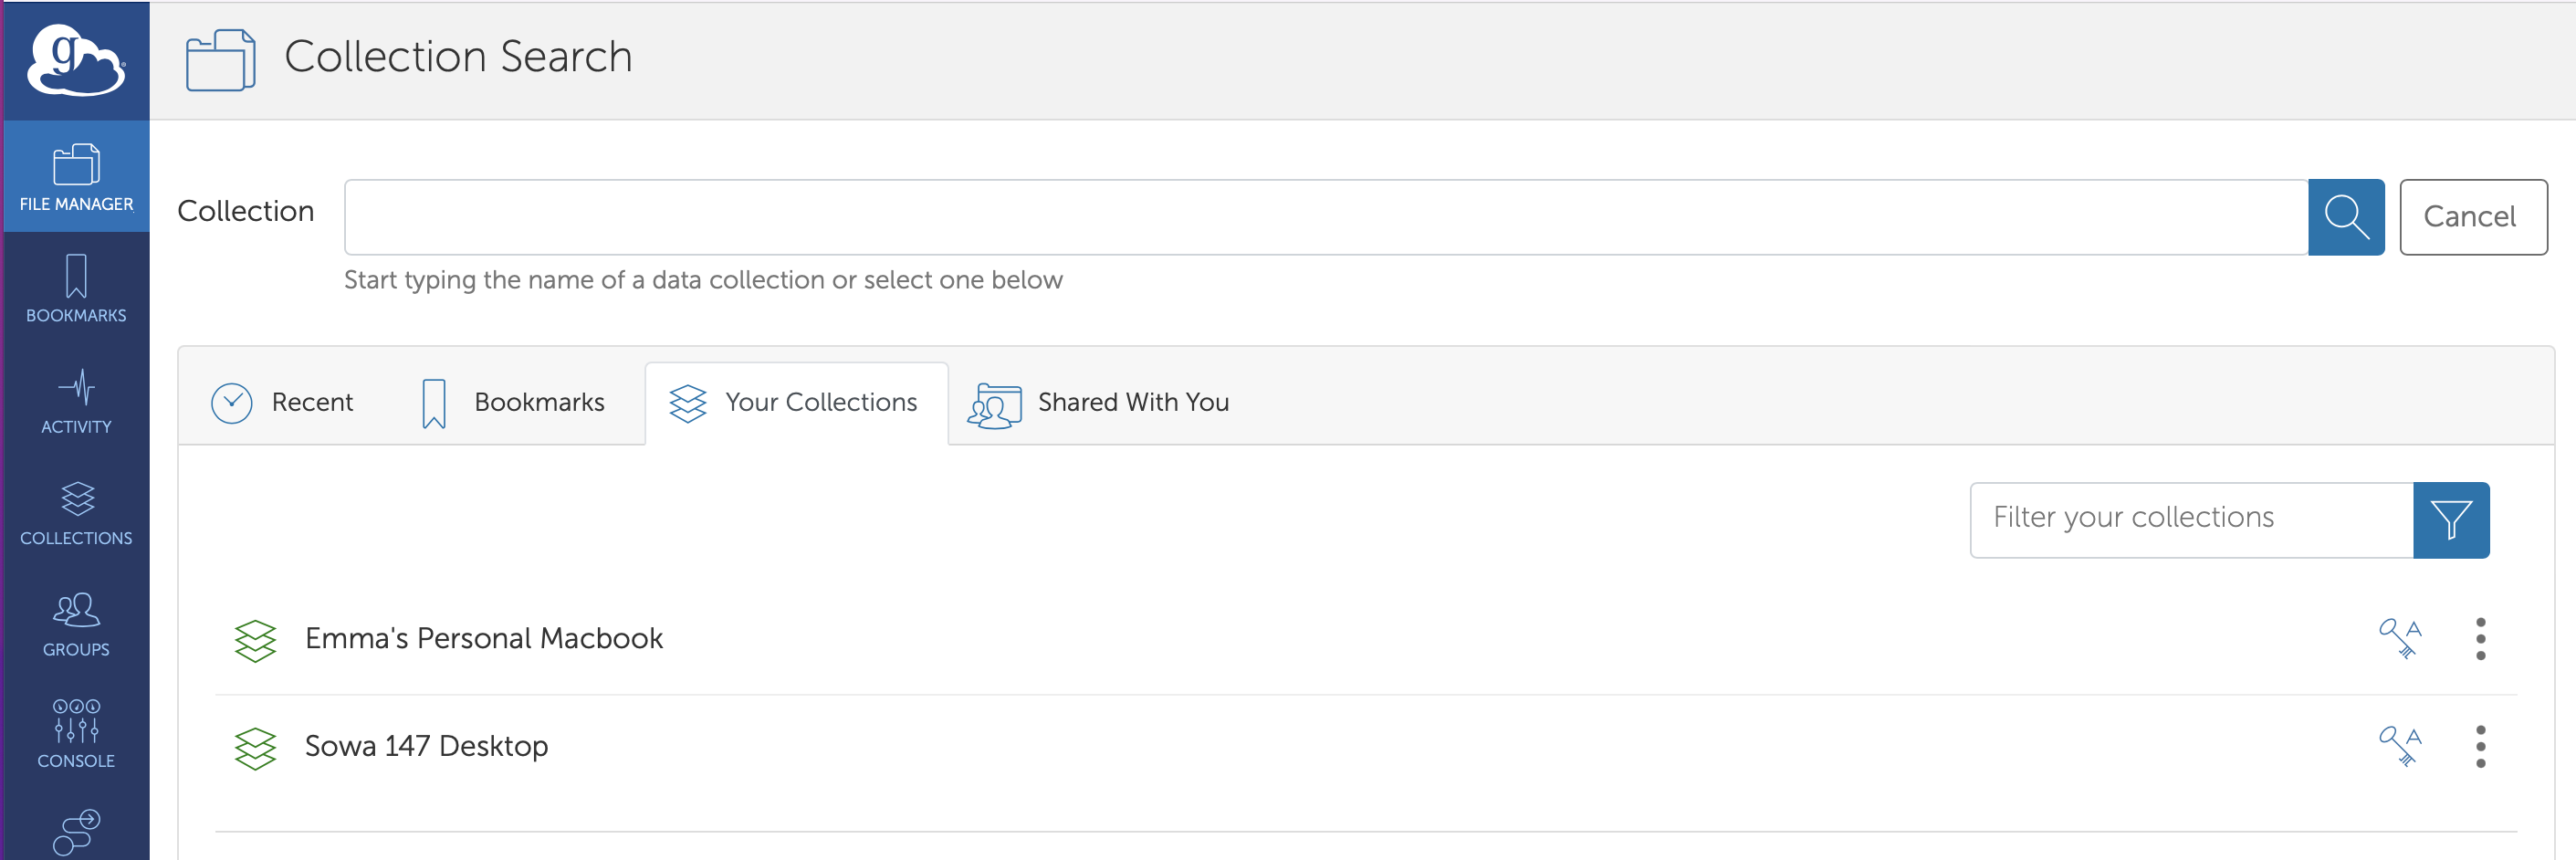 g
Collection Search
FILE MANAGER
Collection
Cancel
Start typing the name of a data collection or select one below
BOOKMARKS
Recent
Bookmarks
Your Collections
Shared With You
ACTIVITY
Filter your collections
COLLECTIONS
Emma's Personal Macbook
A
GROUPS
Sowa 147 Desktop
A
CONSOLE